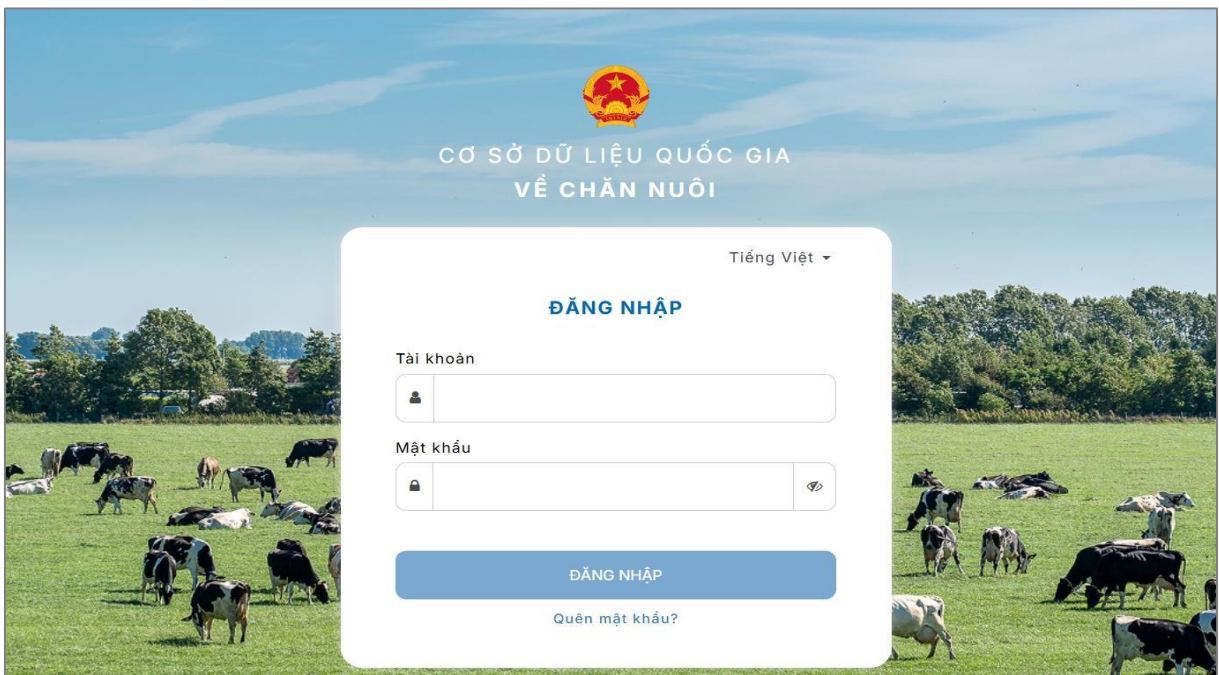 CƠ SỞ DỮ LIỆU QUỐC GIA
VỀ CHĂN NUÔI
Tiếng Việt
ĐĂNG NHẬP
Tài khoản
Mật khẩu
ĐĂNG NHẬP
Quên mật khẩu?